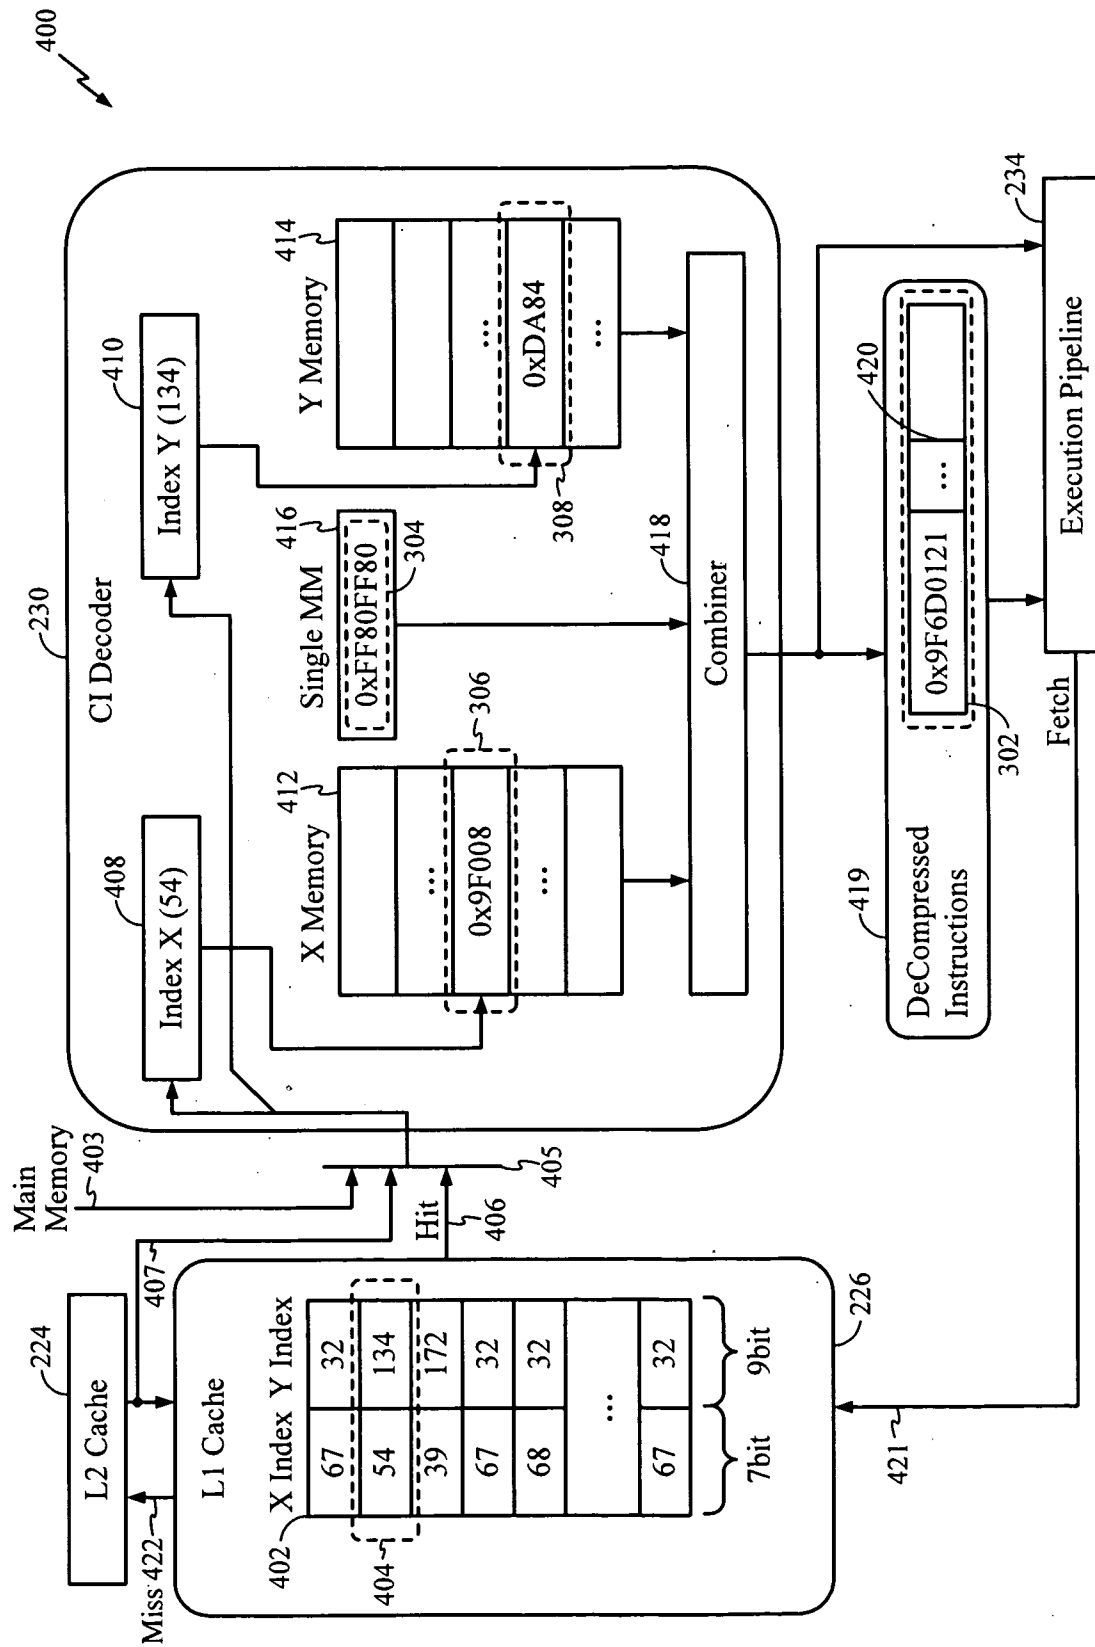 400
L2 Cache
224
Miss 422
407
Main
Memory
403
405
Hit
406
L1 Cache
X Index Y Index
402
404
67 32
54 134
39 172
67 32
68 32
...
67 32
7bit 9bit
226
421
230
CI Decoder
408
Index X (54)
410
Index Y (134)
X Memory
412
...
0x9F008
...
306
Single MM
416
0xFF80FF80
304
Y Memory
414
...
0xDA84
...
308
418
Combiner
419
DeCompressed
Instructions
0x9F6D0121
...
302
420
234
Execution Pipeline
Fetch